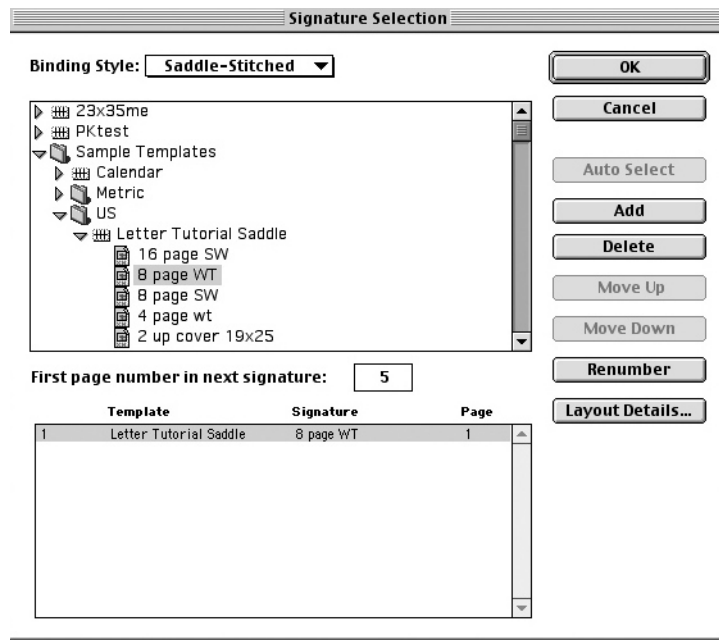 Signature Selection
Binding Style: Saddle-Stitched
OK
23x35me
Cancel
PKtest
Sample Templates
Calendar
Auto Select
Metric
US
Add
Letter Tutorial Saddle
16 page SW
Delete
8 page WT
8 page SW
Move Up
4 page wt
2 up cover 19x25
Move Down
First page number in next signature: 5
Renumber
Template Signature Page
Layout Details...
1 Letter Tutorial Saddle 8 page WT 1